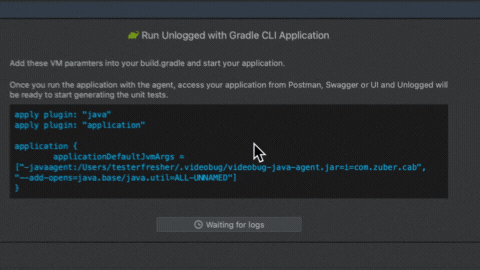 Run Unlogged with Gradle CLI Application
Add these VM paramters into your build.gradle and start your application.
Once you run the application with the agent, access your application from Postman, Swagger or UI and Unlogged will
be ready to start generating the unit tests.
apply plugin: "java"
apply plugin: "application"
application {
applicationDefaultJvmArgs =
["-javaagent:/Users/testerfresher/.videobug/videobug-java-agent.jar=i=com.zuber.cab",
"--add-opens=java.base/java.util=ALL-UNNAMED"]
}
Waiting for logs